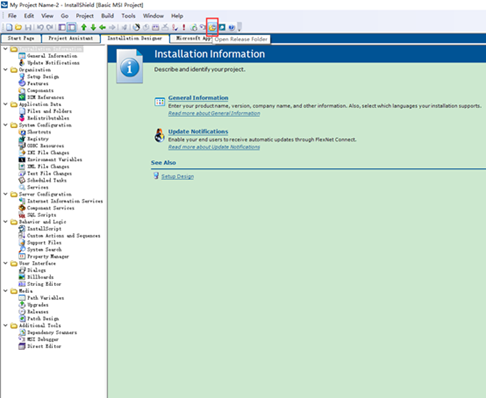 My Project Name-2 - InstallShield [Basic MSI Project]
File Edit View Go Project Build Tools Window Help
Start Page Project Assistant Installation Designer Microsoft App
Open Release Folder
Installation Information
General Information
Update Notifications
Organization
Setup Design
Features
Components
Application Data
Files and Folders
Redistributables
System Configuration
Shortcuts
Registry
ODBC Resources
INI File Changes
Environment Variables
XML File Changes
Text File Changes
Scheduled Tasks
Services
Server Configuration
Internet Information Services
Component Services
SQL Scripts
Behavior and Logic
InstallScript
Custom Actions and Sequences
Support Files
System Search
Property Manager
User Interface
Dialogs
Billboards
String Editor
Media
Path Variables
Upgrades
Releases
Patch Design
Additional Tools
Dependency Scanners
MSI Debugger
Direct Editor
Installation Information
Describe and identify your project.
General Information
Enter your product name, version, company name, and other information. Also, select which languages your installation supports.
Read more about General Information
Update Notifications
Enable your end users to receive automatic updates through FlexNet Connect.
Read more about Update Notifications
See Also
Setup Design